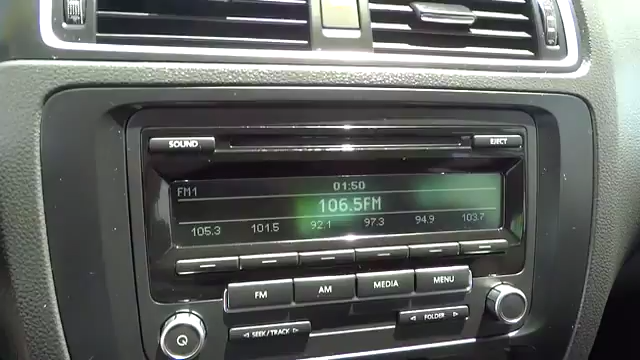 SOUND EJECT
FM1 01:50
106.5FM
105.3 101.5 92.1 97.3 94.9 103.7
FM AM MEDIA MENU
SEEK/TRACK FOLDER